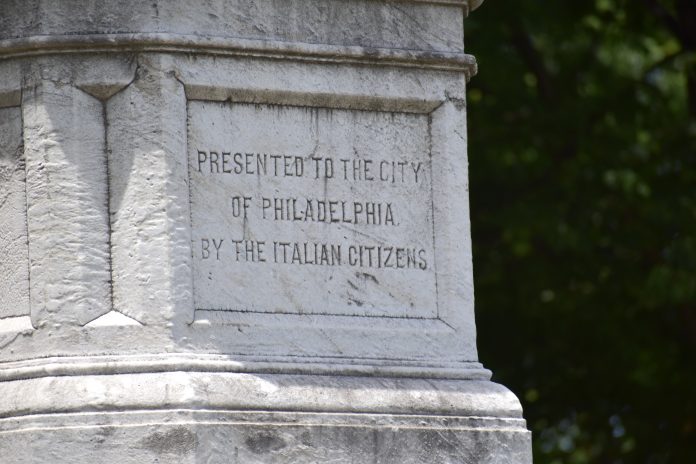 PRESENTED TO THE CITY
OF PHILADELPHIA.
BY THE ITALIAN CITIZENS